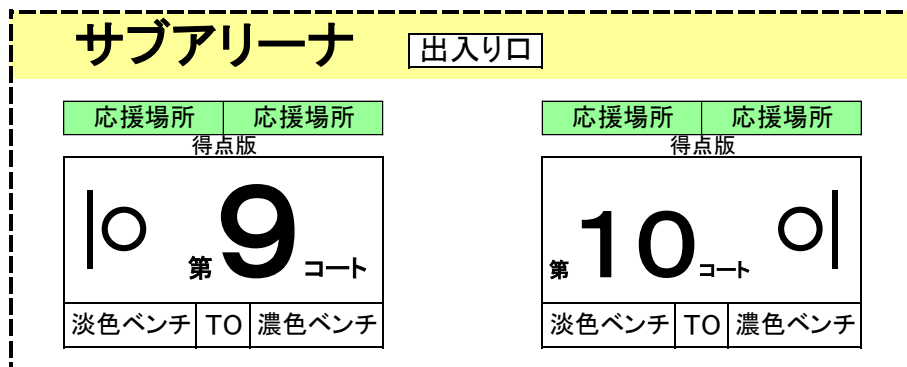 サブアリーナ 出入り口
応援場所 応援場所 応援場所 応援場所
得点版 得点版
第9コート 第10コート
淡色ベンチ TO 濃色ベンチ 淡色ベンチ TO 濃色ベンチ